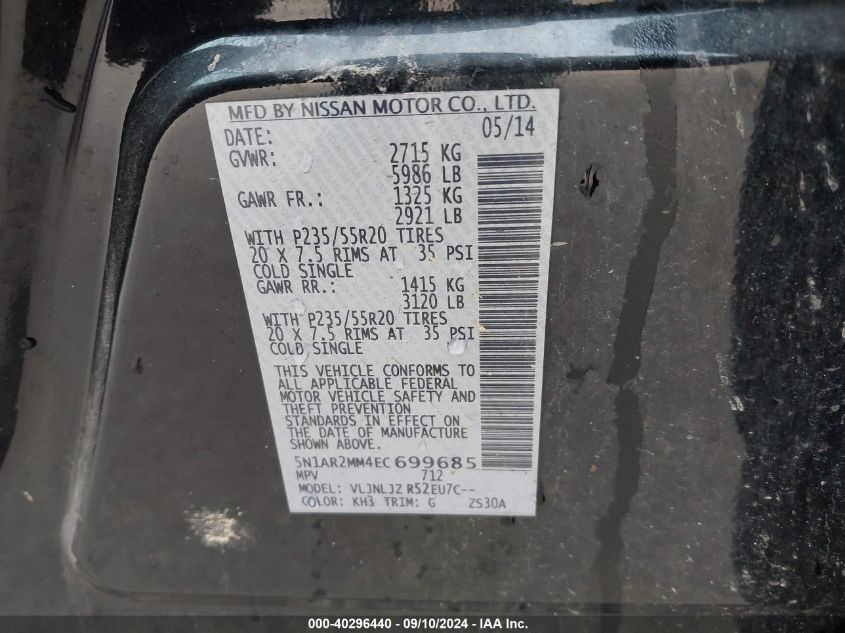 MFD BY NISSAN MOTOR CO., LTD.
DATE: 05/14
GVWR: 2715 KG
5986 LB
GAWR FR.: 1325 KG
2921 LB
WITH P235/55R20 TIRES
20 X 7.5 RIMS AT 35 PSI
COLD SINGLE
GAWR RR.: 1415 KG
3120 LB
WITH P235/55R20 TIRES
20 X 7.5 RIMS AT 35 PSI
COLD SINGLE
THIS VEHICLE CONFORMS TO
ALL APPLICABLE FEDERAL
MOTOR VEHICLE SAFETY AND
THEFT PREVENTION
STANDARDS IN EFFECT ON
THE DATE OF MANUFACTURE
SHOWN ABOVE.
5N1AR2MM4EC 699685
MPV 712
MODEL: VLJNLJZ R52EU7C--
COLOR: KH3 TRIM: G ZS30A
000-40296440 - 09/10/2024 - IAA Inc.